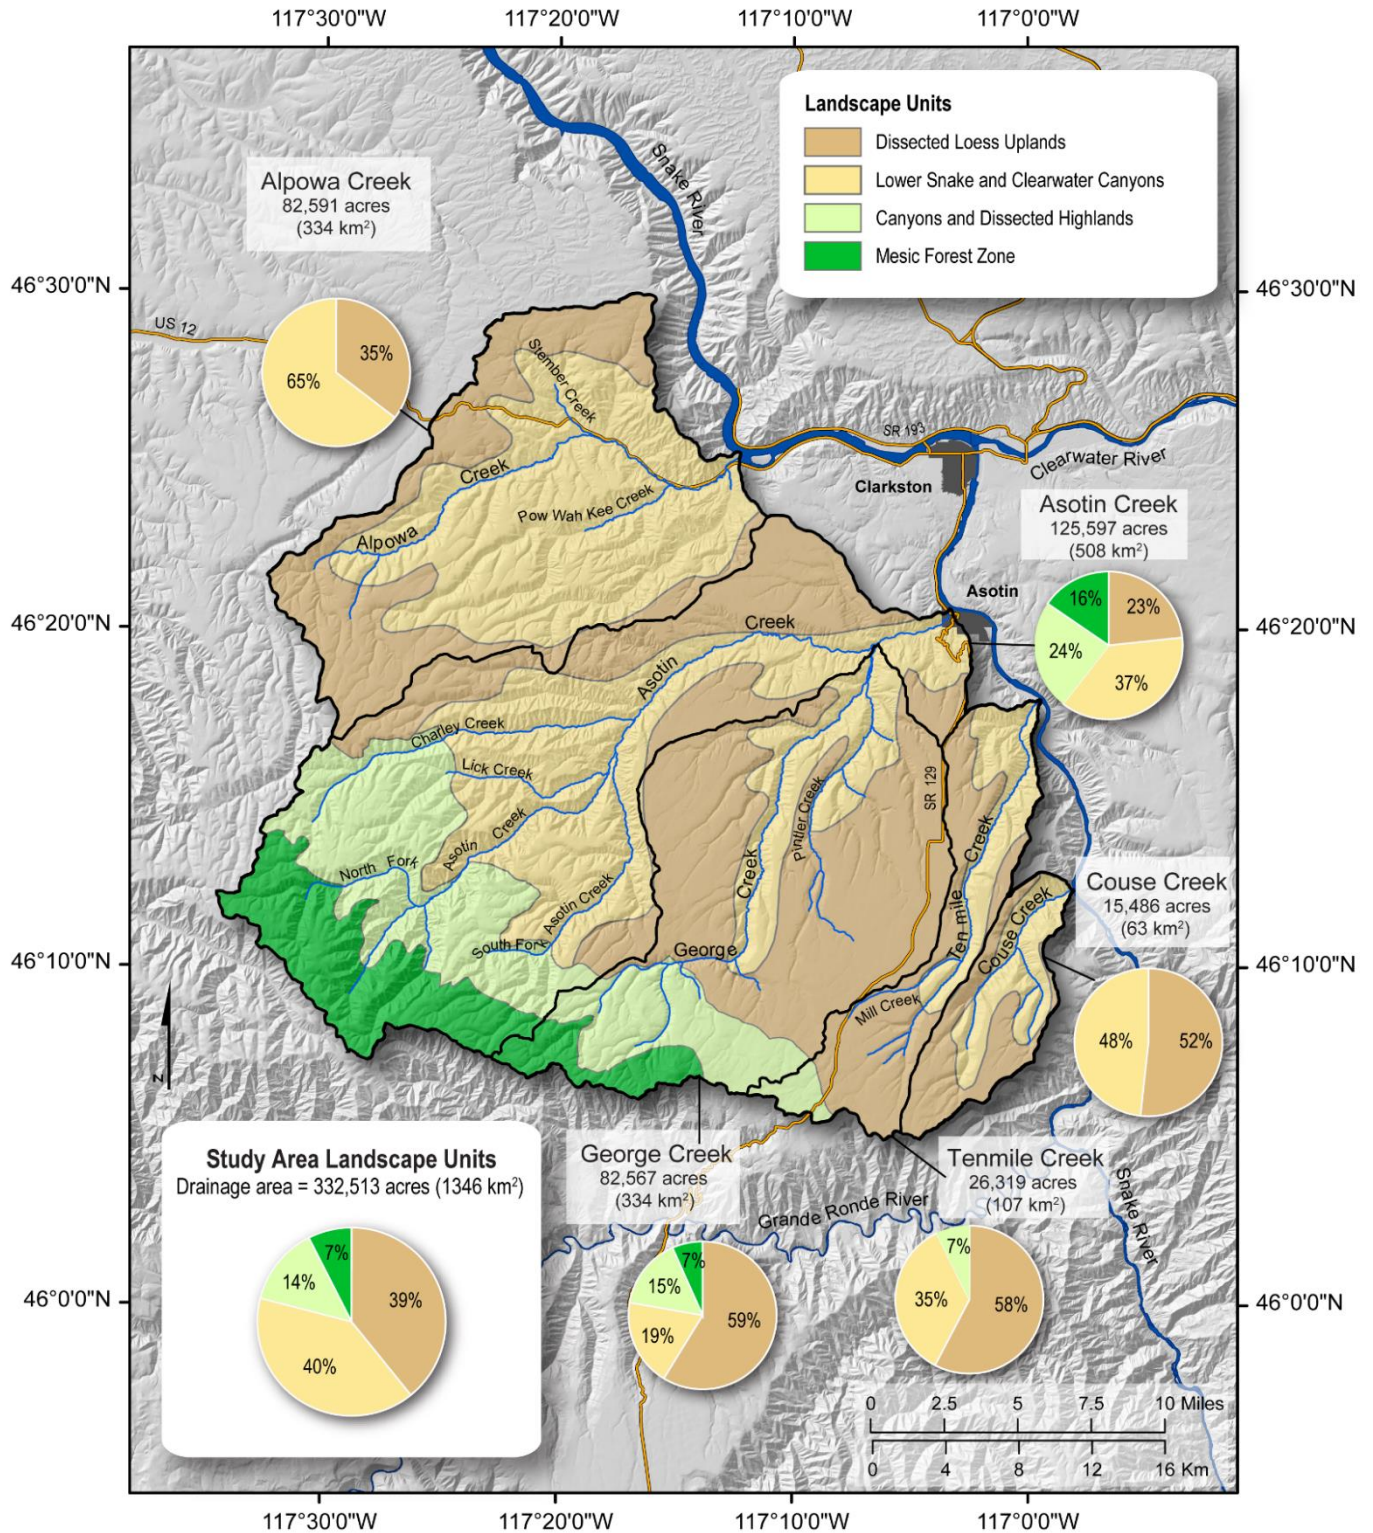 117°30'0"W
117°20'0"W
117°10'0"W
117°0'0"W
Landscape Units
Dissected Loess Uplands
Lower Snake and Clearwater Canyons
Canyons and Dissected Highlands
Mesic Forest Zone
Snake River
Alpowa Creek
82,591 acres
(334 km²)
46°30'0"N
46°30'0"N
US 12
35%
65%
Stember Creek
SR 193
Clearwater River
Clarkston
Creek
Pow Wah Kee Creek
Alpowa
Asotin Creek
125,597 acres
(508 km²)
16%
23%
24%
37%
Asotin
46°20'0"N
46°20'0"N
Creek
Asotin
Charley Creek
Lick Creek
SR 129
Pintler Creek
Creek
Asotin
Creek
Creek
North Fork
Asotin Creek
South Fork
George
Tenmile
Couse Creek
Mill Creek
Couse Creek
15,486 acres
(63 km²)
46°10'0"N
46°10'0"N
48%
52%
N
Study Area Landscape Units
Drainage area = 332,513 acres (1346 km²)
7%
14%
39%
40%
George Creek
82,567 acres
(334 km²)
7%
15%
19%
59%
Tenmile Creek
26,319 acres
(107 km²)
7%
35%
58%
Grande Ronde River
Snake River
46°0'0"N
46°0'0"N
0 2.5 5 7.5 10 Miles
0 4 8 12 16 Km
117°30'0"W
117°20'0"W
117°10'0"W
117°0'0"W